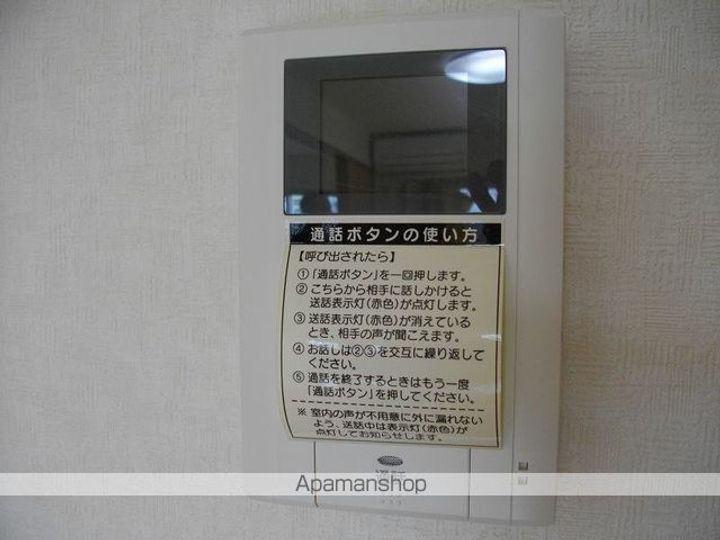 通話ボタンの使い方
【呼び出されたら】
①「通話ボタン」を一回押します。
② こちらから相手に話しかけると
送話表示灯(赤色)が点灯します。
③ 送話表示灯(赤色)が消えている
とき、相手の声が聞こえます。
④ お話しは②③を交互に繰り返して
ください。
⑤ 通話を終了するときはもう一度
「通話ボタン」を押してください。
※ 室内の声が不用意に外に漏れない
よう、送話中は表示灯(赤色)が
点灯してお知らせします。
通話
Apamanshop